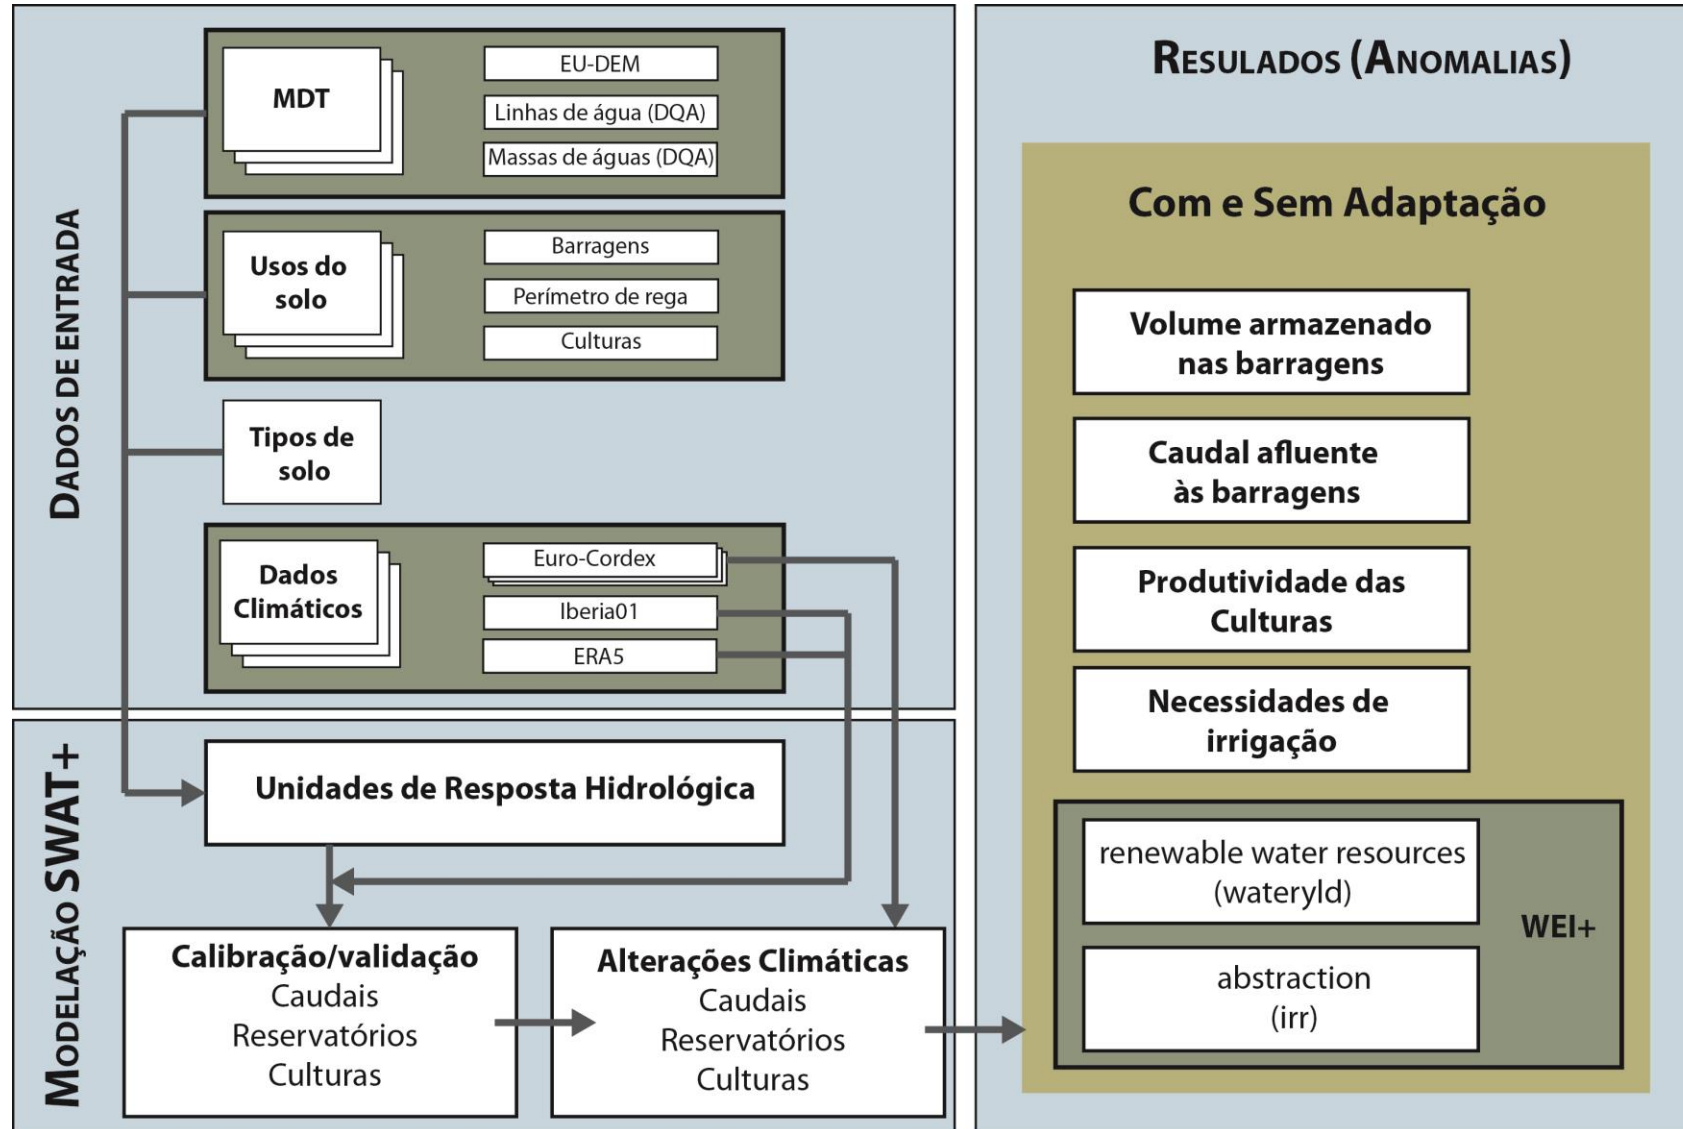 DADOS DE ENTRADA
MDT
EU-DEM
Linhas de água (DQA)
Massas de águas (DQA)
Usos do
solo
Barragens
Perímetro de rega
Culturas
Tipos de
solo
Dados
Climáticos
Euro-Cordex
Iberia01
ERA5
MODELAÇÃO SWAT+
Unidades de Resposta Hidrológica
Calibração/validação
Caudais
Reservatórios
Culturas
Alterações Climáticas
Caudais
Reservatórios
Culturas
RESULADOS (ANOMALIAS)
Com e Sem Adaptação
Volume armazenado
nas barragens
Caudal afluente
às barragens
Produtividade das
Culturas
Necessidades de
irrigação
renewable water resources
(wateryld)
abstraction
(irr)
WEI+